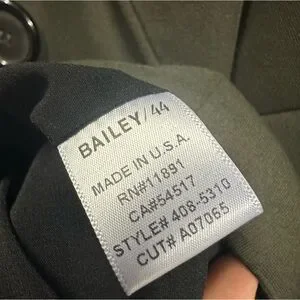 BAILEY/44
MADE IN U.S.A.
RN#11891
CA#54517
STYLE# 408-5310
CUT# A07065